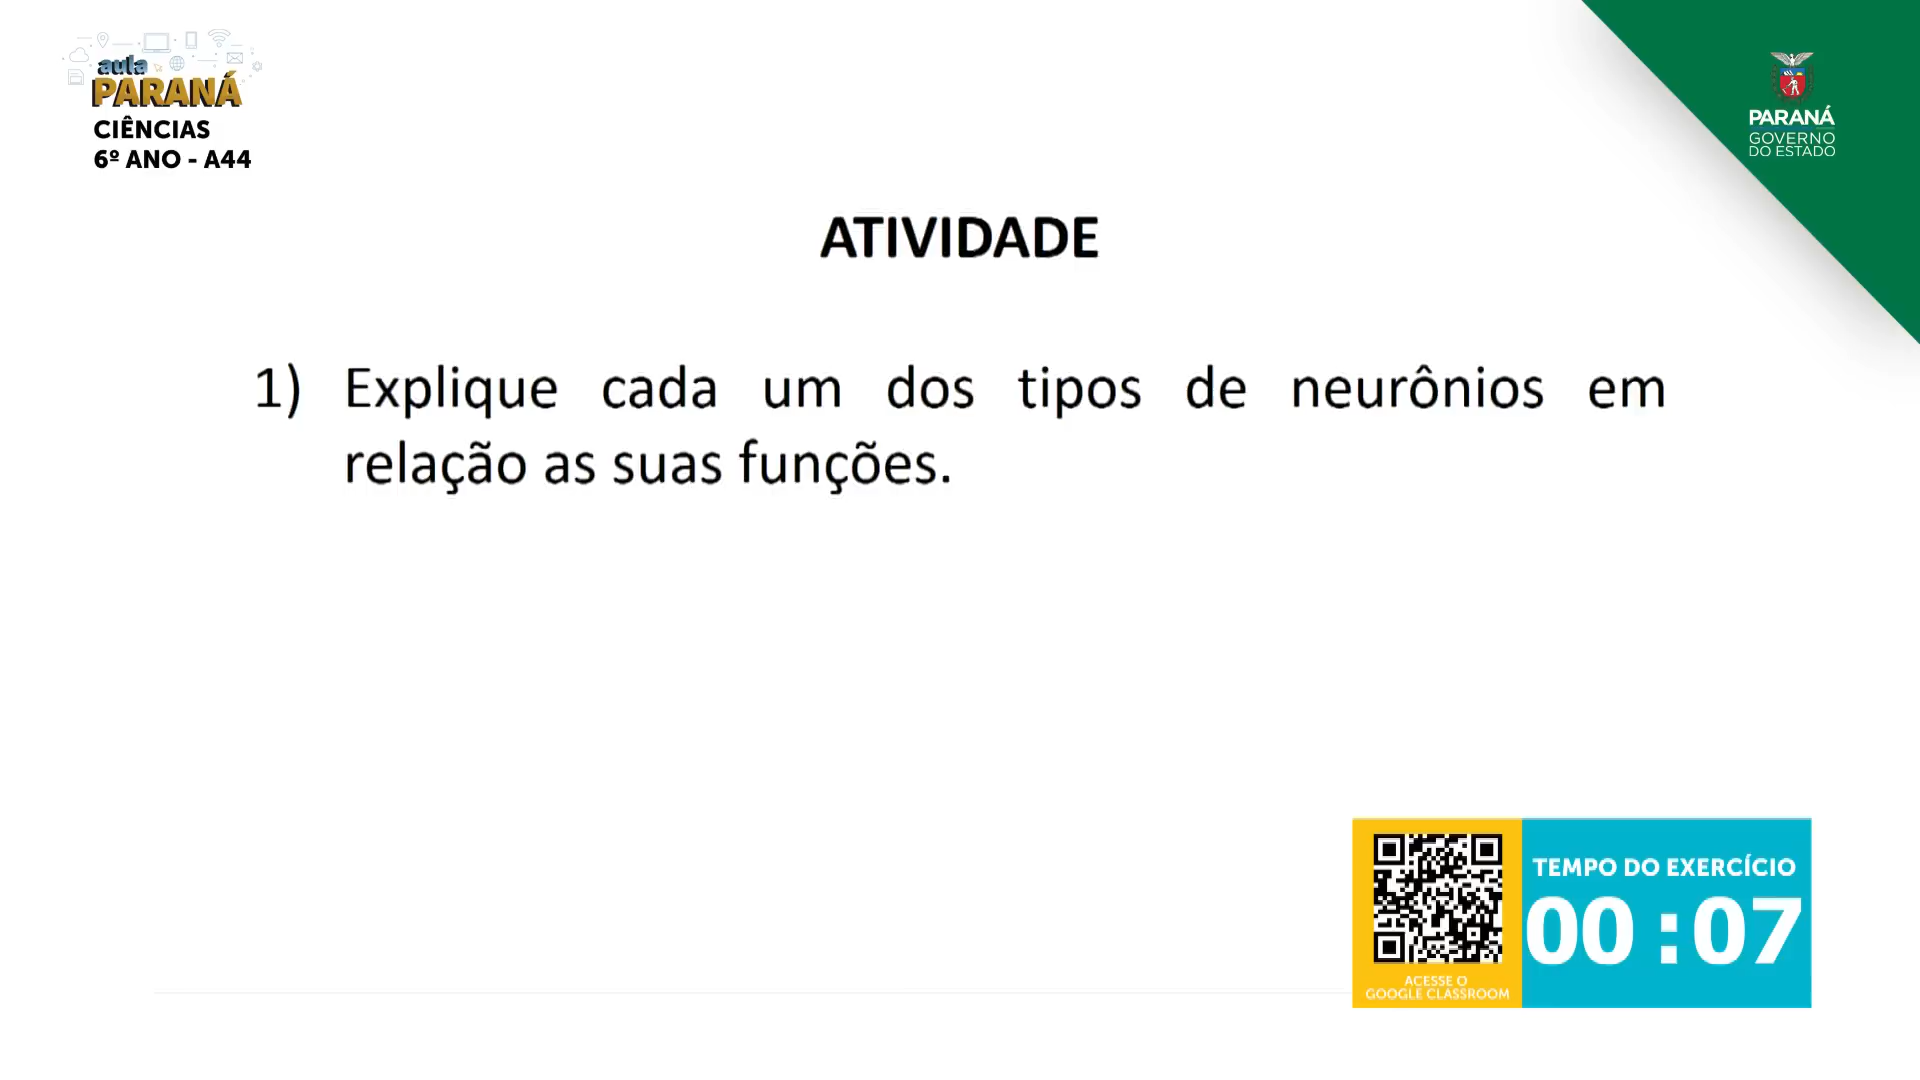 aula
PARANÁ
CIÊNCIAS
6º ANO - A44
PARANÁ
GOVERNO
DO ESTADO
ATIVIDADE
1) Explique cada um dos tipos de neurônios em
relação as suas funções.
TEMPO DO EXERCÍCIO
00 :07
ACESSE O
GOOGLE CLASSROOM